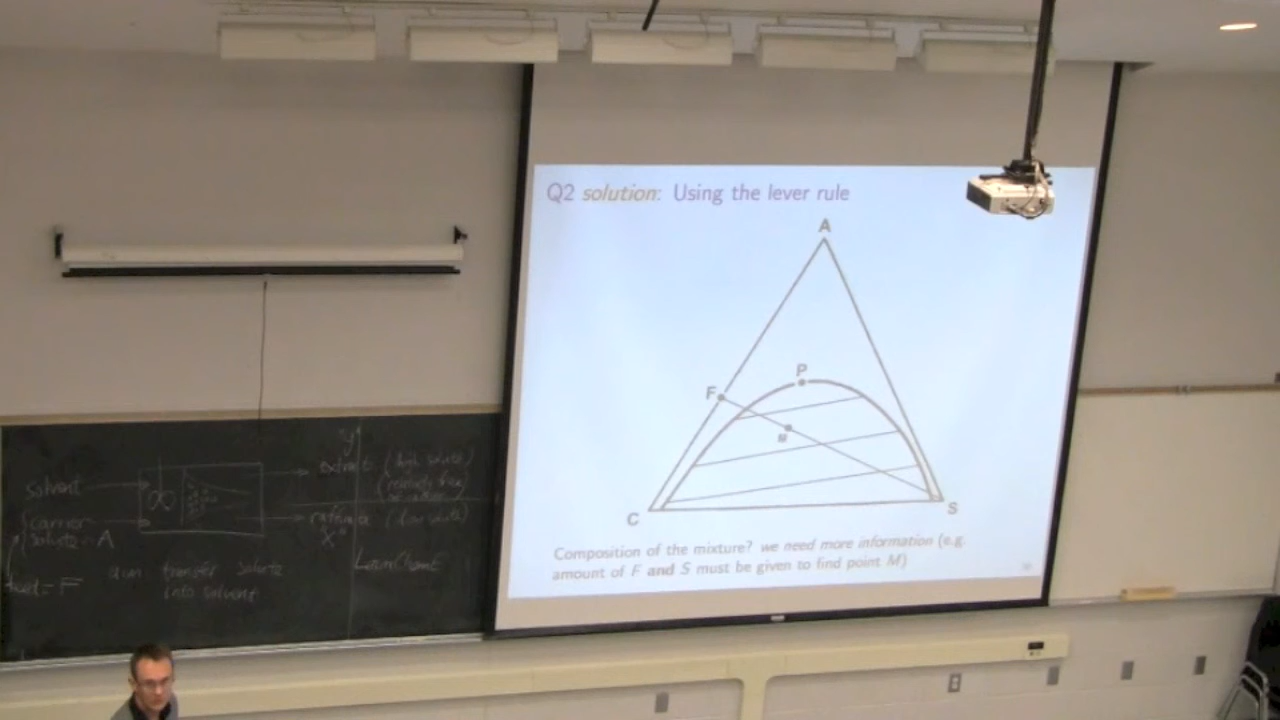 Q2 solution: Using the lever rule
A
P
F
M
C
S
Composition of the mixture? we need more information (e.g.
amount of F and S must be given to find point M)
solvent
carrier
solute = A
feed = F
aim transfer solute
into solvent
y
extract (high solute)
raffinate (low solute)
x
LearnChemE